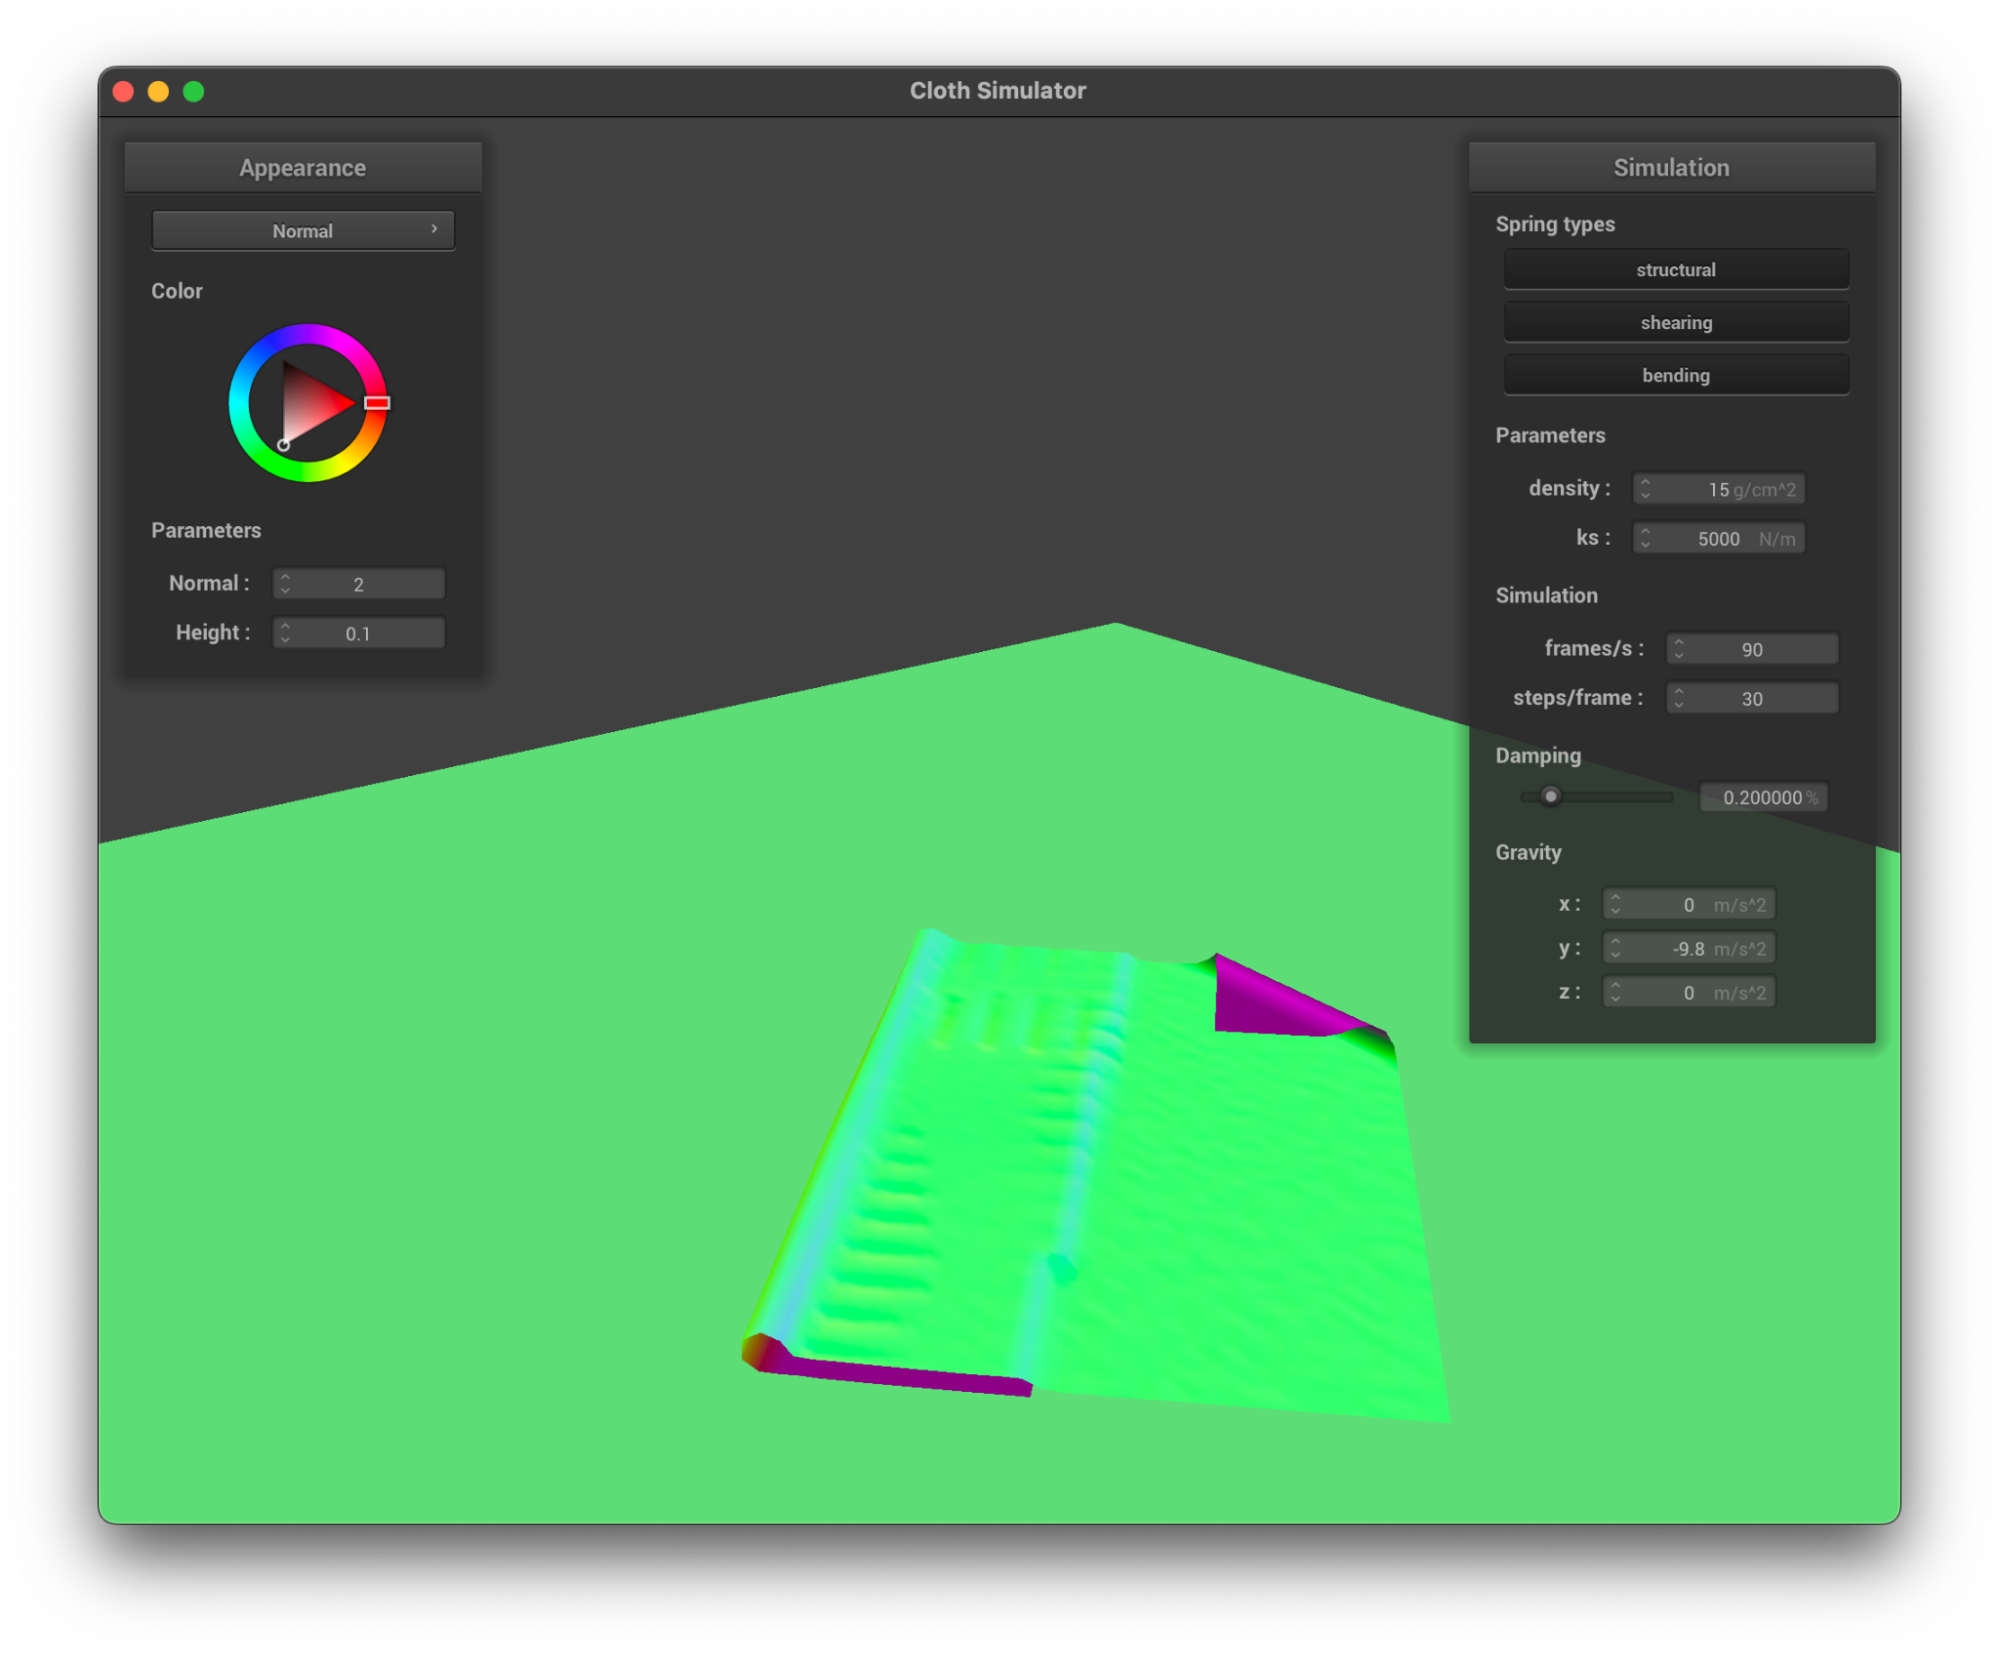 Cloth Simulator
Appearance
Normal
Color
Parameters
Normal : 2
Height : 0.1
Simulation
Spring types
structural
shearing
bending
Parameters
density : 15 g/cm^2
ks : 5000 N/m
Simulation
frames/s : 90
steps/frame : 30
Damping
0.200000 %
Gravity
x : 0 m/s^2
y : -9.8 m/s^2
z : 0 m/s^2